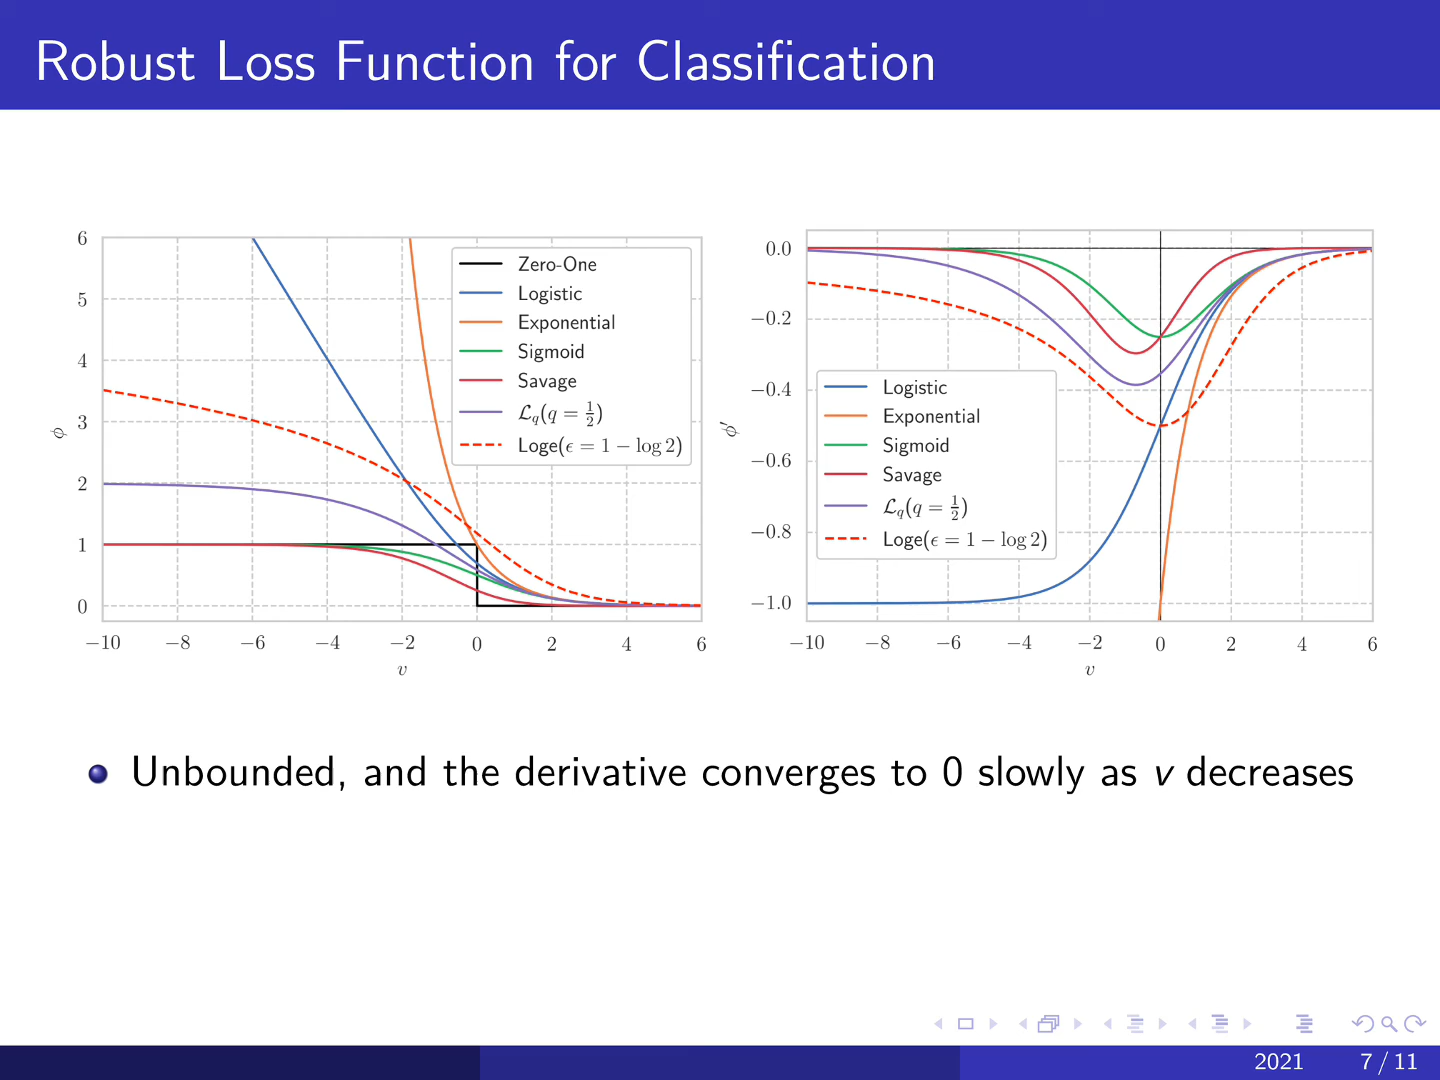 Robust Loss Function for Classification
6
5
4
3
2
1
0
ϕ
−10 −8 −6 −4 −2 0 2 4 6
v
Zero-One
Logistic
Exponential
Sigmoid
Savage
ℒq(q = 1/2)
Loge(ϵ = 1 − log 2)
0.0
−0.2
−0.4
−0.6
−0.8
−1.0
ϕ′
−10 −8 −6 −4 −2 0 2 4 6
v
Logistic
Exponential
Sigmoid
Savage
ℒq(q = 1/2)
Loge(ϵ = 1 − log 2)
Unbounded, and the derivative converges to 0 slowly as v decreases
2021 7 / 11